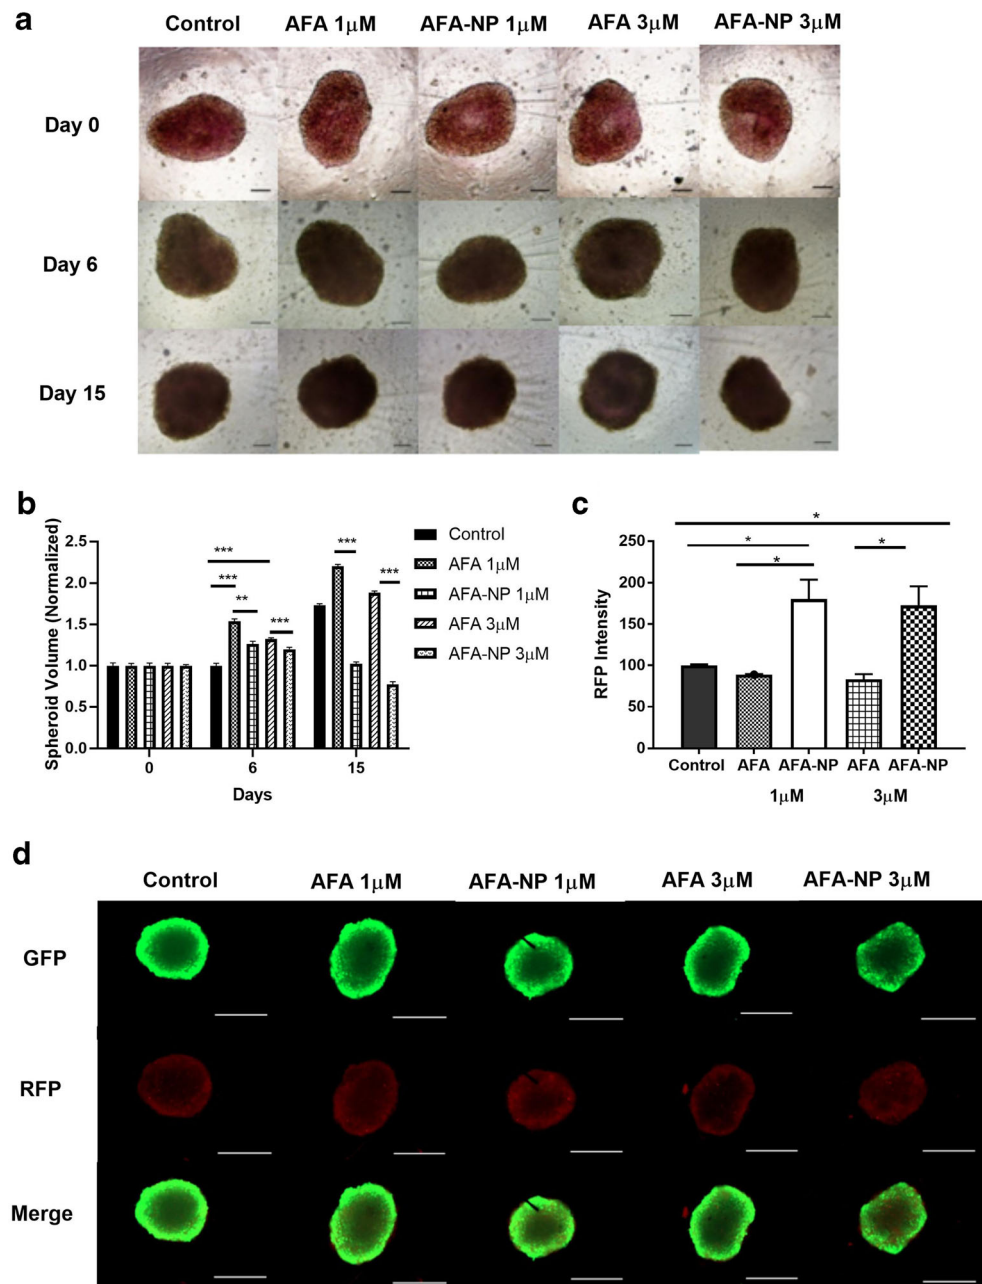 a
Control AFA 1μM AFA-NP 1μM AFA 3μM AFA-NP 3μM
Day 0
Day 6
Day 15
b
Spheroid Volume (Normalized)
2.5
2.0
1.5
1.0
0.5
0.0
***
***
**
***
***
***
0 6 15
Days
Control
AFA 1μM
AFA-NP 1μM
AFA 3μM
AFA-NP 3μM
c
RFP Intensity
250
200
150
100
50
0
*
*
*
*
Control AFA AFA-NP AFA AFA-NP
1μM 3μM
d
Control AFA 1μM AFA-NP 1μM AFA 3μM AFA-NP 3μM
GFP
RFP
Merge